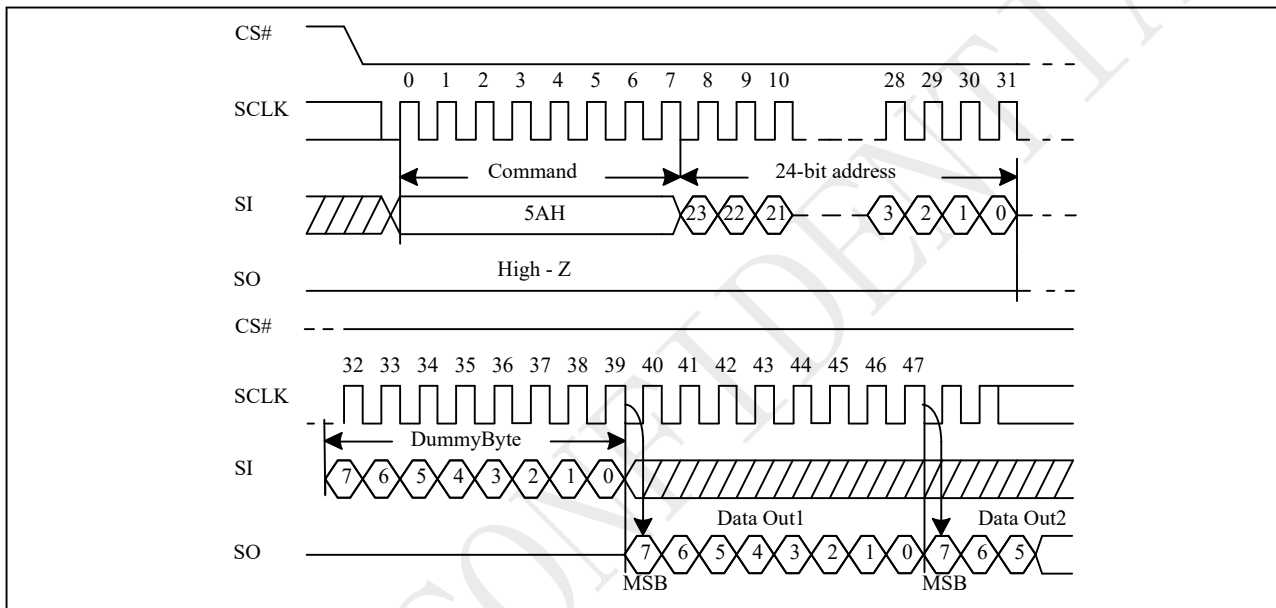 CS#
0 1 2 3 4 5 6 7 8 9 10 28 29 30 31
SCLK
Command 24-bit address
SI 5AH 23 22 21 3 2 1 0
High - Z
SO
CS#
32 33 34 35 36 37 38 39 40 41 42 43 44 45 46 47
SCLK
DummyByte
SI 7 6 5 4 3 2 1 0
Data Out1 Data Out2
SO 7 6 5 4 3 2 1 0 7 6 5
MSB MSB
CONFIDENTIA